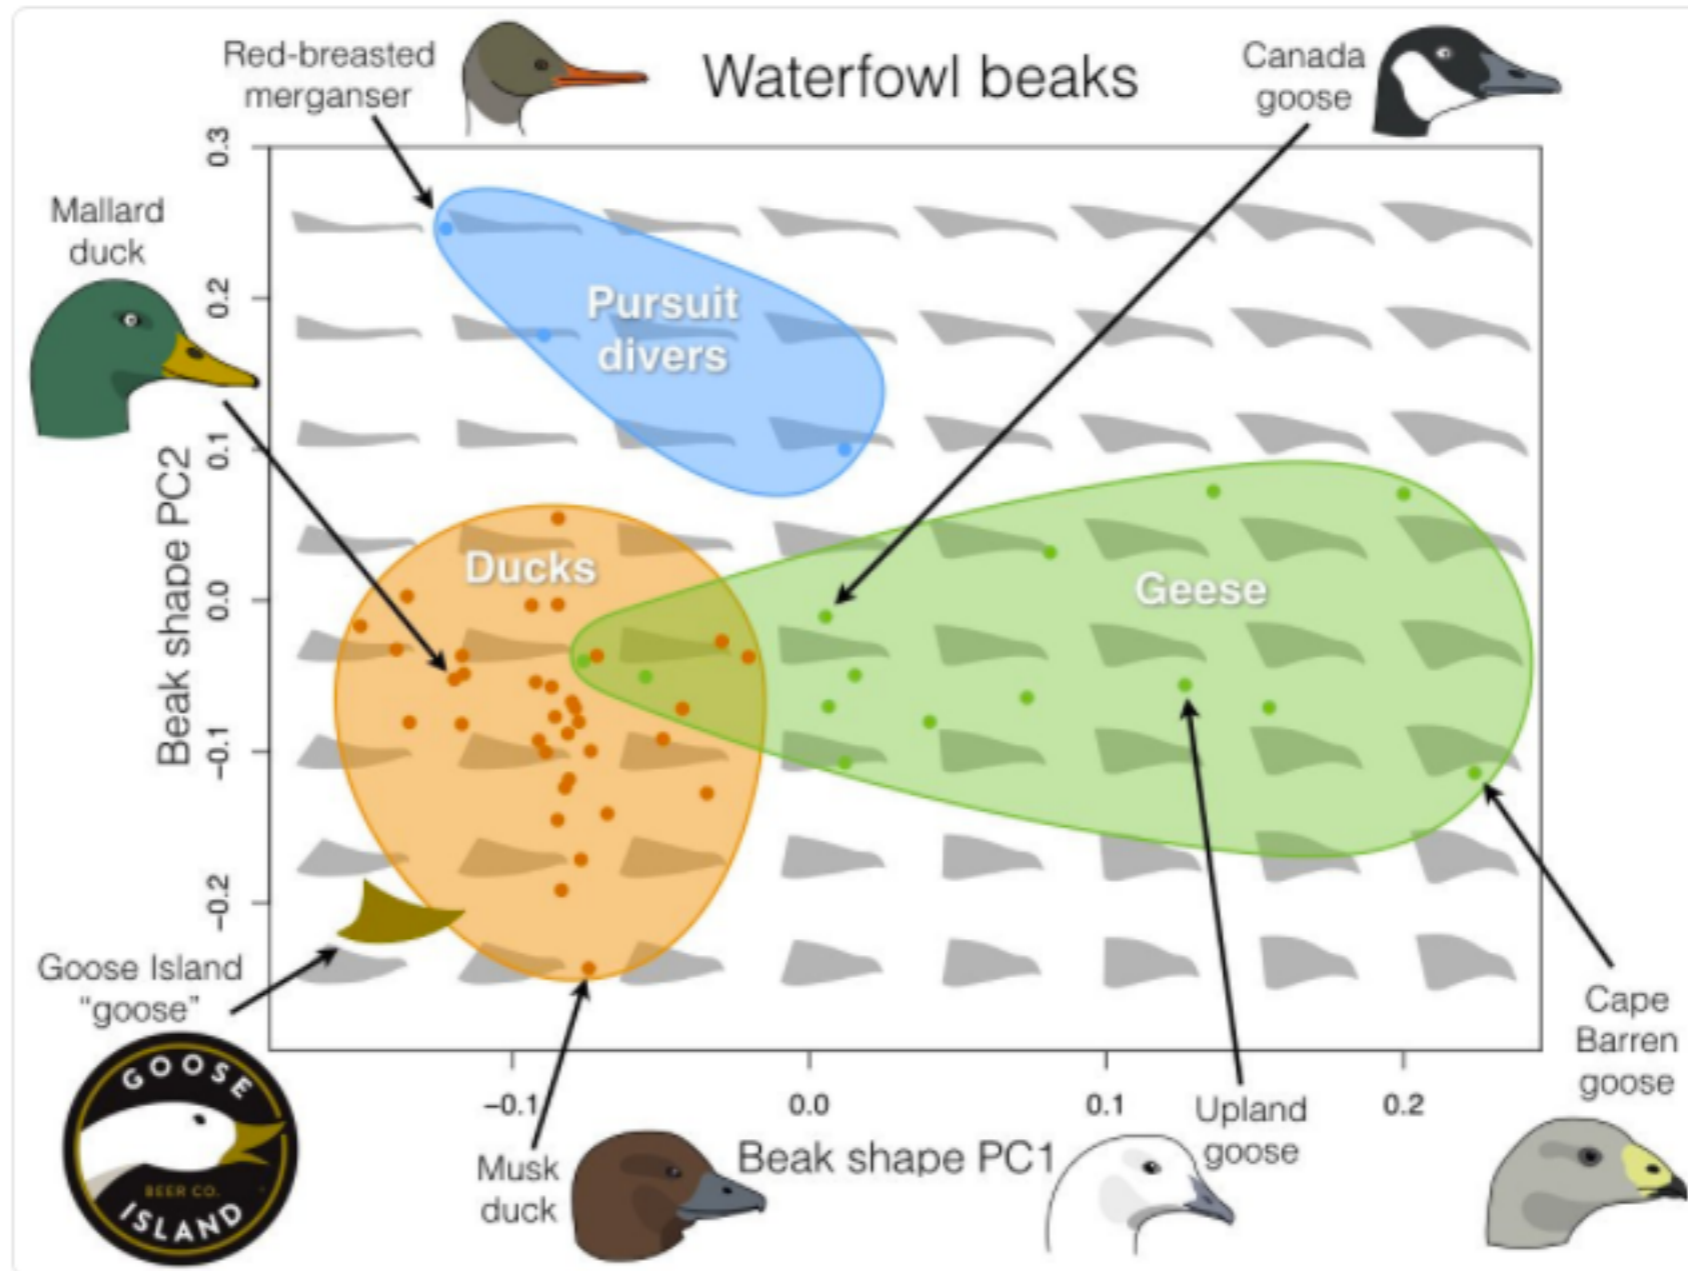 Waterfowl beaks
Red-breasted
merganser
Canada
goose
Mallard
duck
0.3
0.2
0.1
0.0
−0.1
−0.2
Beak shape PC2
Pursuit
divers
Ducks
Geese
Goose Island
“goose”
GOOSE
BEER CO.
ISLAND
−0.1
0.0
0.1
0.2
Beak shape PC1
Musk
duck
Upland
goose
Cape
Barren
goose